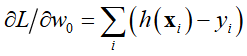 ∂L/∂w₀ = ∑ᵢ (h(𝐱ᵢ) − yᵢ)